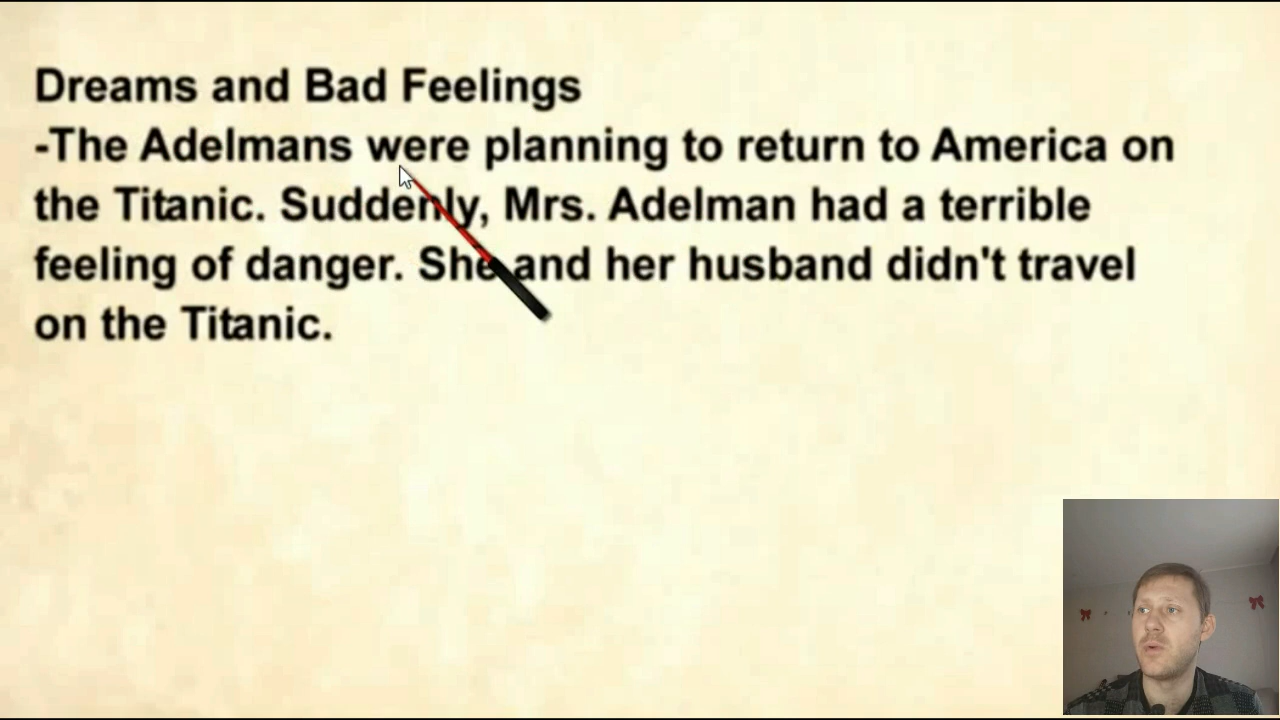 Dreams and Bad Feelings
-The Adelmans were planning to return to America on
the Titanic. Suddenly, Mrs. Adelman had a terrible
feeling of danger. She and her husband didn't travel
on the Titanic.